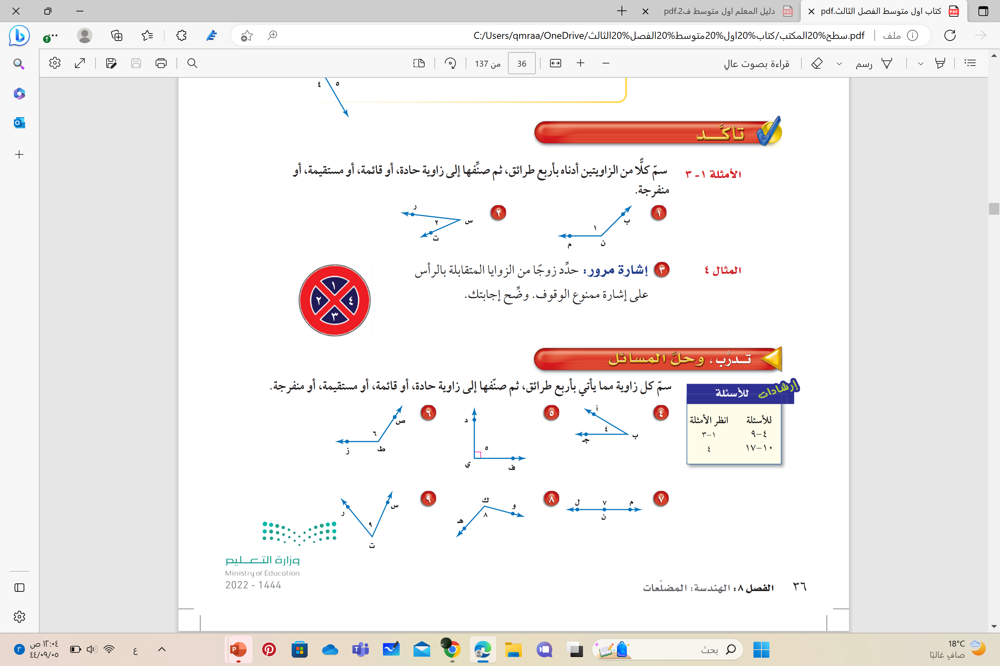 كتاب اول متوسط الفصل الثالث.pdf
دليل المعلم اول متوسط ف2.pdf
ملف
C:/Users/qmraa/OneDrive/سطح%20المكتب/كتاب%20اول%20متوسط%20الفصل%20الثالث.pdf
رسم
قراءة بصوت عالٍ
36
من 137
٥ ٤
تأكَّــد
الأمثلة ١-٣
سمّ كلًّا من الزاويتين أدناه بأربع طرائق، ثم صنِّفها إلى زاوية حادة، أو قائمة، أو مستقيمة، أو
منفرجة.
١ ب ١ ن م
٢ ر س ٢ ت
المثال ٤
٣ إشارة مرور: حدِّد زوجًا من الزوايا المتقابلة بالرأس
على إشارة ممنوع الوقوف. وضِّح إجابتك.
١ ٢ ٣ ٤
تـدرَّب، وحلَّ المسائل
إرشادات للأسئلة
للأسئلة انظر الأمثلة
٤-٩ ١-٣
١٠-١٧ ٤
سمّ كل زاوية مما يأتي بأربع طرائق، ثم صنّفها إلى زاوية حادة، أو قائمة، أو مستقيمة، أو منفرجة.
٤ أ ٤ ب جـ
٥ د ٥ ي ف
٦ ص ٦ ط ز
٧ م ٧ ل ن
٨ ك و ٨ هـ
٩ س ر ٩ ت
وزارة التـعـلـيم
Ministry of Education
2022 - 1444
٣٦ الفصل ٨: الهندسة: المضلّعات
بحث
18°C
صافٍ غالبًا
ع
١٢:٠٤ ص
٤٤/٠٩/٠٥
٣